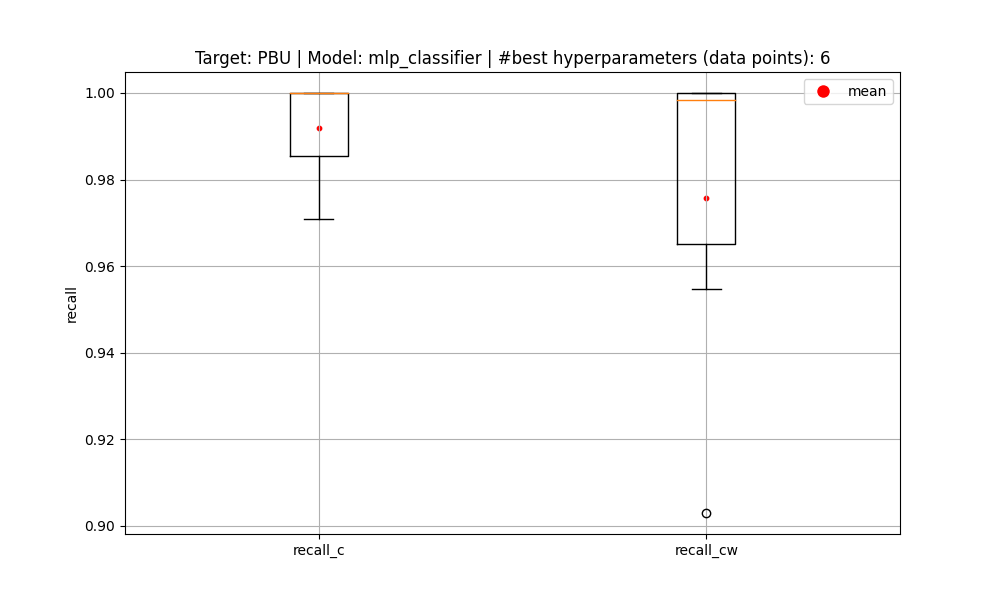 Target: PBU | Model: mlp_classifier | #best hyperparameters (data points): 6
1.00
mean
0.98
0.96
recall
0.94
0.92
0.90
recall_c
recall_cw